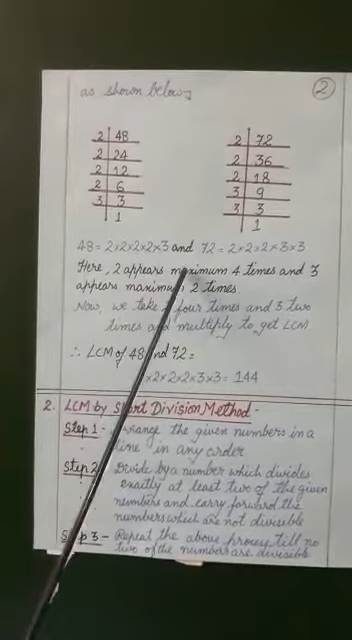 as shown below;
2
2 | 48
2 | 24
2 | 12
2 | 6
3 | 3
1
2 | 72
2 | 36
2 | 18
3 | 9
3 | 3
1
48 = 2×2×2×2×3 and 72 = 2×2×2×3×3
Here, 2 appears maximum 4 times and 3
appears maximum 2 times
Now, we take four times and 3 two
times and multiply to get LCM
∴ LCM of 48 and 72 =
×2×2×2×3×3 = 144
2. LCM by Short Division Method -
Step 1 - Arrange the given numbers in a
line in any order
Step 2 Divide by a number which divides
exactly at least two of the given
numbers and carry forward the
numbers which are not divisible
Step 3 - Repeat the above process till no
two of the numbers are divisible